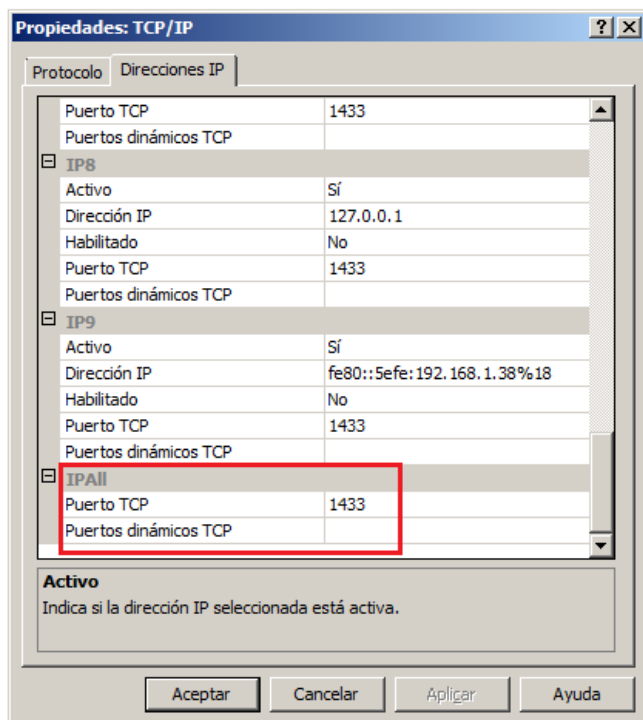 Propiedades: TCP/IP
Protocolo Direcciones IP
Puerto TCP 1433
Puertos dinámicos TCP
IP8
Activo Sí
Dirección IP 127.0.0.1
Habilitado No
Puerto TCP 1433
Puertos dinámicos TCP
IP9
Activo Sí
Dirección IP fe80::5efe:192.168.1.38%18
Habilitado No
Puerto TCP 1433
Puertos dinámicos TCP
IPAll
Puerto TCP 1433
Puertos dinámicos TCP
Activo
Indica si la dirección IP seleccionada está activa.
Aceptar Cancelar Aplicar Ayuda